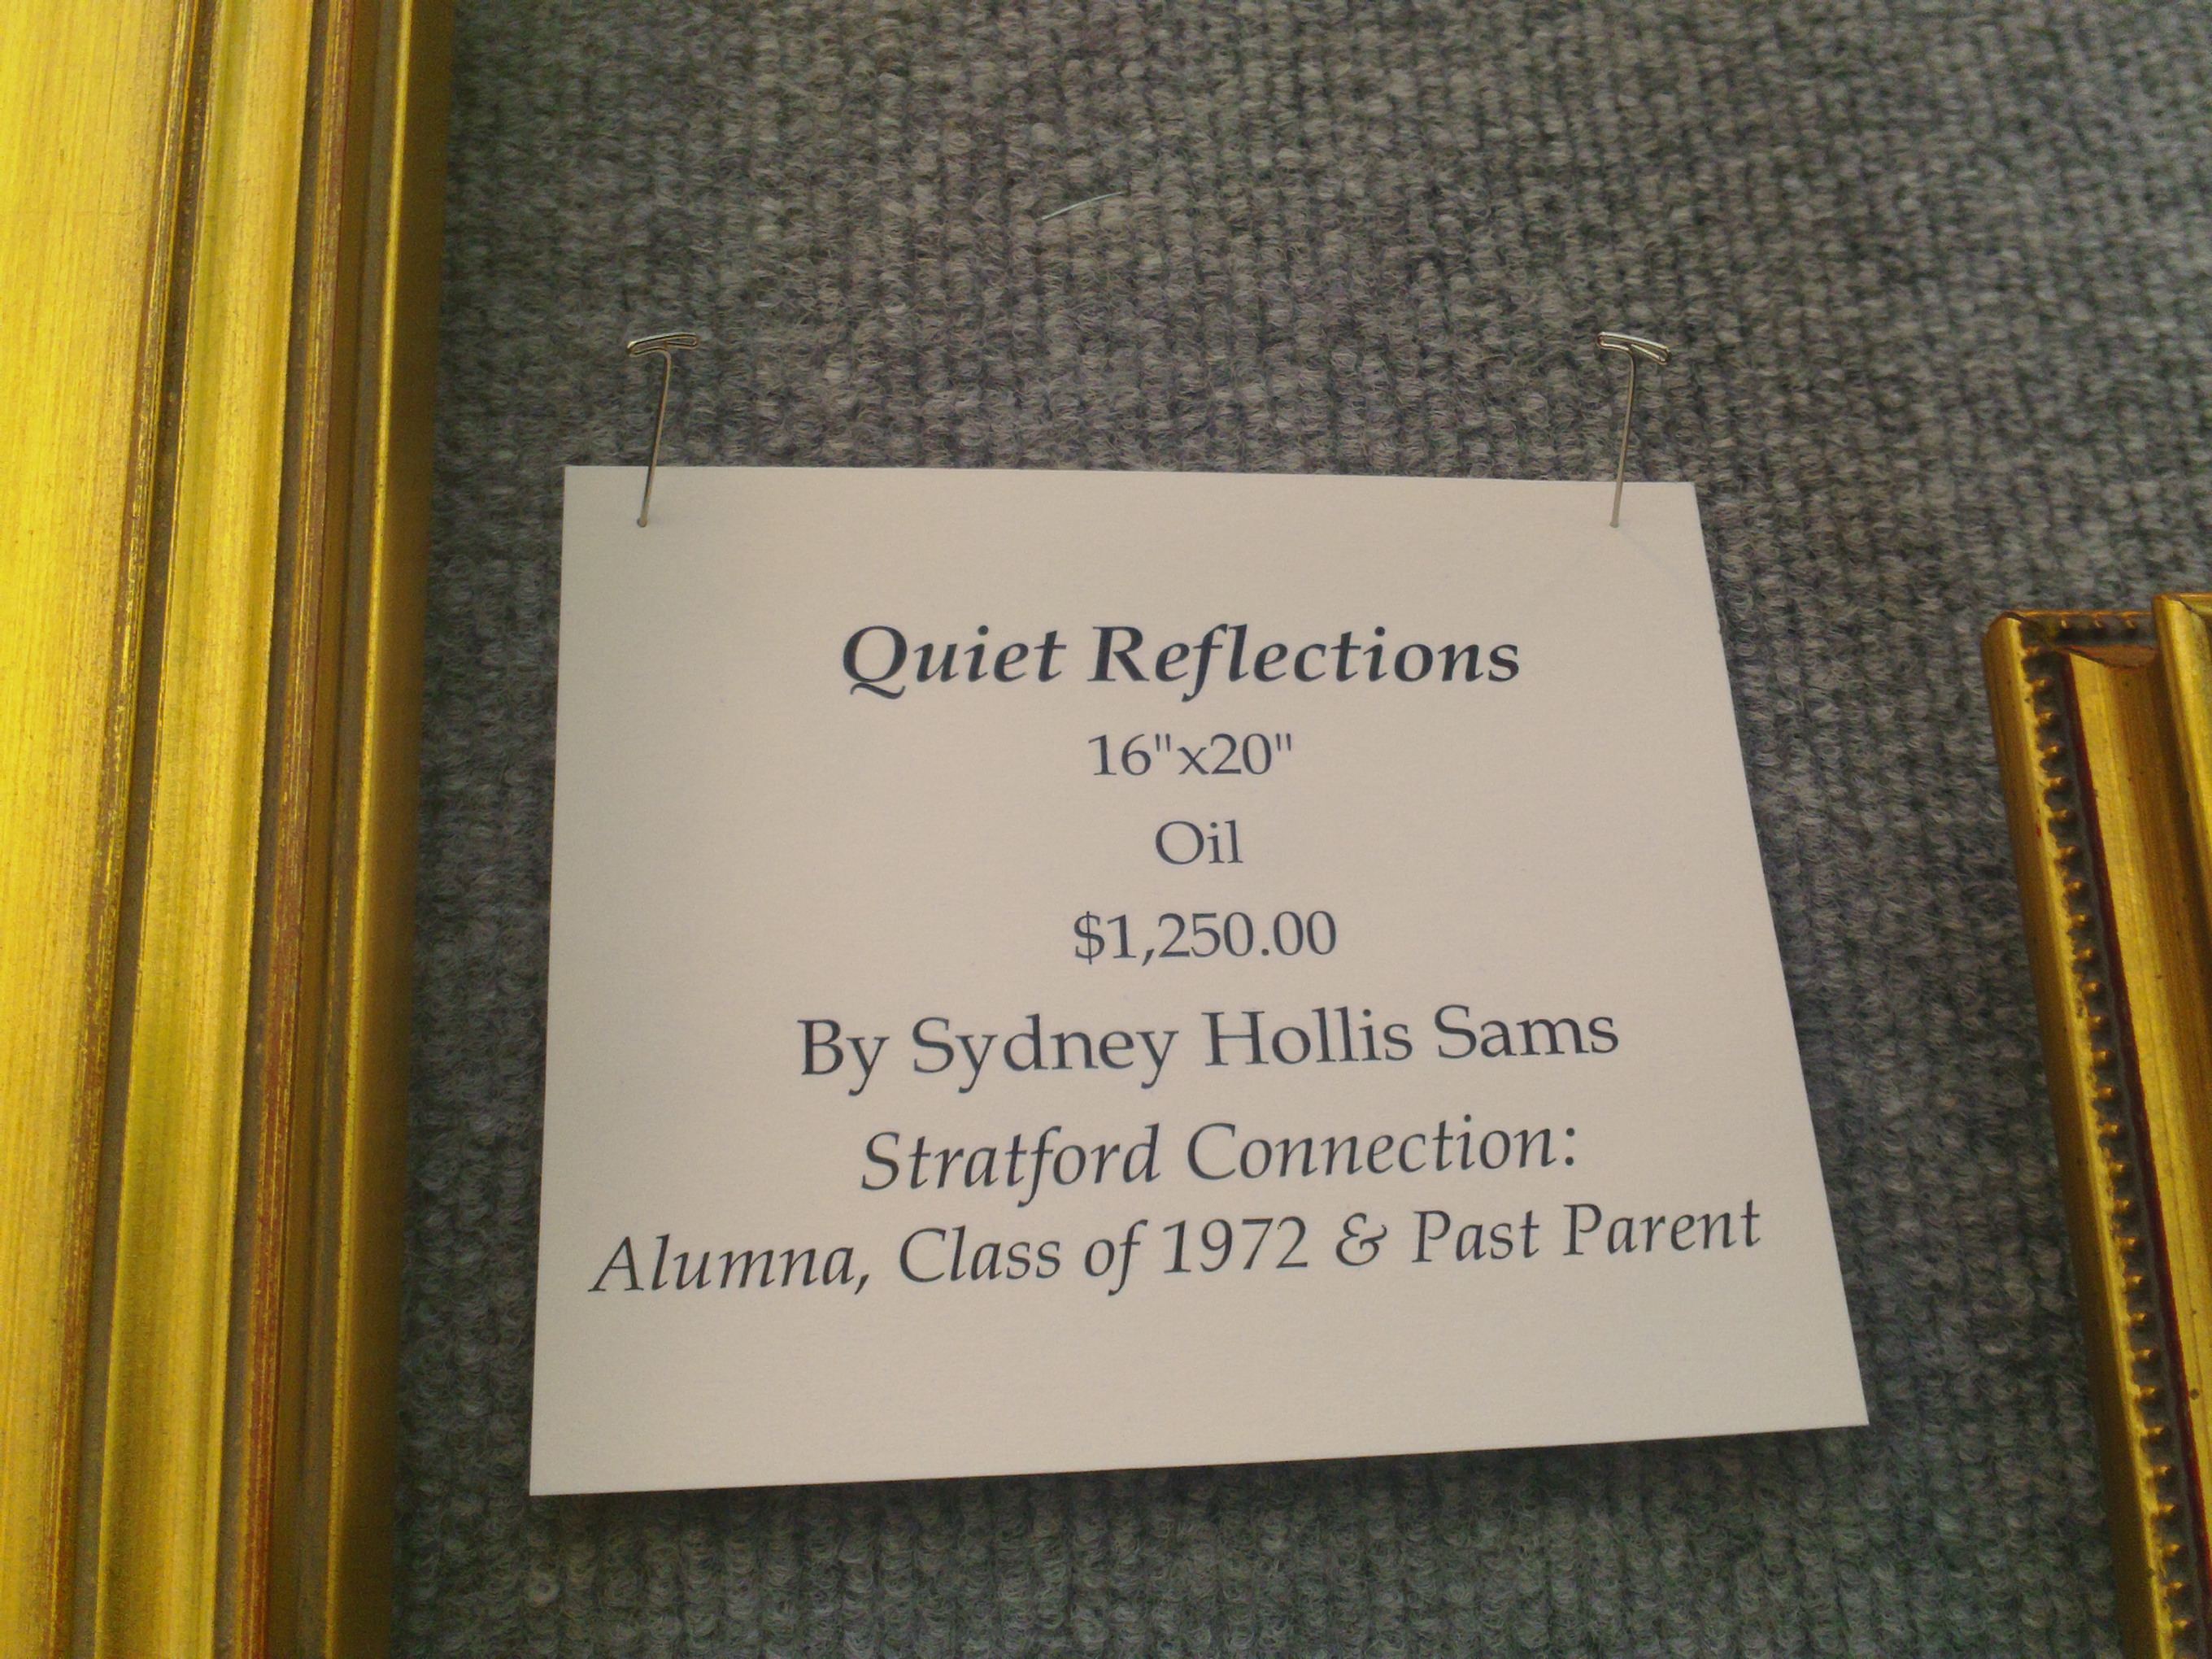 Quiet Reflections
16"x20"
Oil
$1,250.00
By Sydney Hollis Sams
Stratford Connection:
Alumna, Class of 1972 & Past Parent